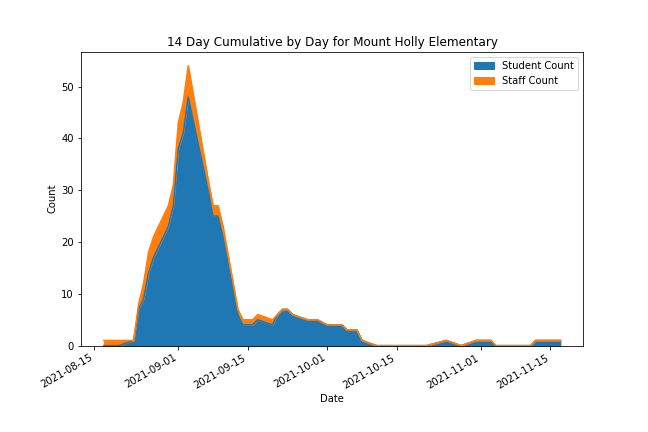 14 Day Cumulative by Day for Mount Holly Elementary
Student Count
Staff Count
50
40
30
20
10
0
Count
2021-08-15
2021-09-01
2021-09-15
2021-10-01
2021-10-15
2021-11-01
2021-11-15
Date